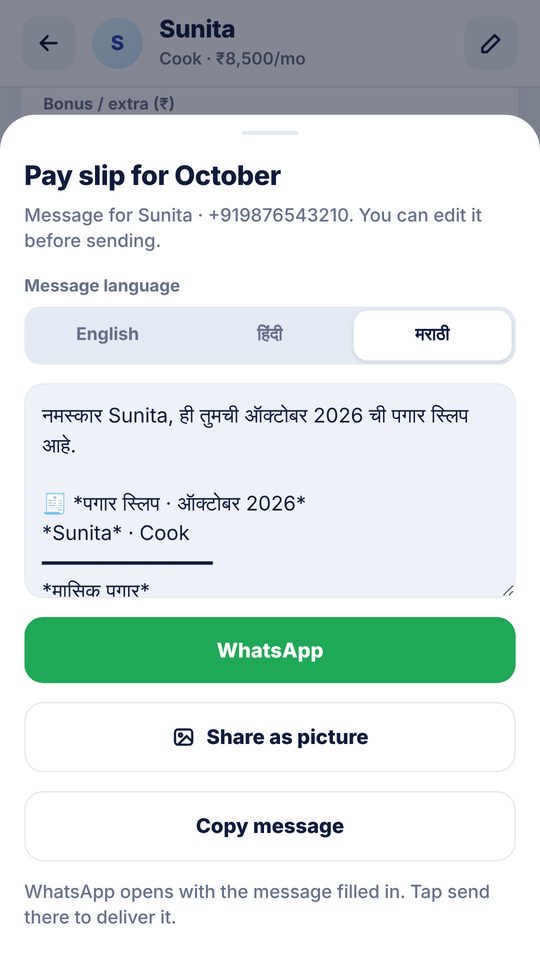 S
Sunita
Cook · ₹8,500/mo
Bonus / extra (₹)
Pay slip for October
Message for Sunita · +919876543210. You can edit it
before sending.
Message language
English
हिंदी
मराठी
नमस्कार Sunita, ही तुमची ऑक्टोबर 2026 ची पगार स्लिप
आहे.
🧾 *पगार स्लिप · ऑक्टोबर 2026*
*Sunita* · Cook
*मासिक पगार*
WhatsApp
Share as picture
Copy message
WhatsApp opens with the message filled in. Tap send
there to deliver it.